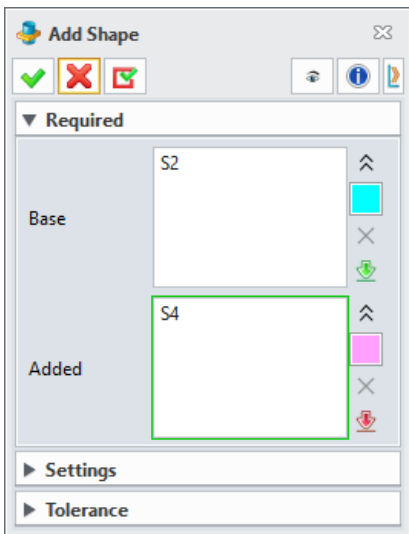 Add Shape
Required
Base
S2
Added
S4
Settings
Tolerance